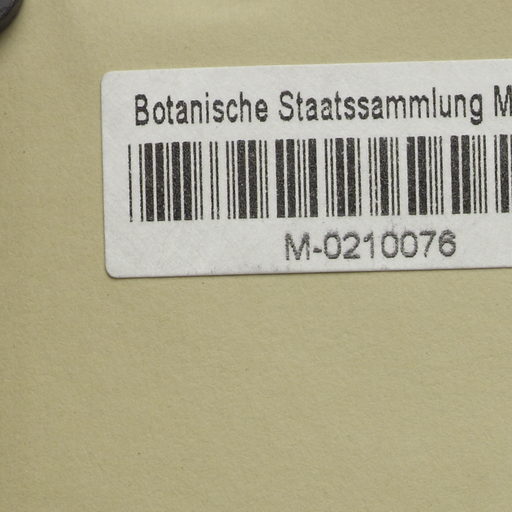 Botanische Staatssammlung M
M-0210076